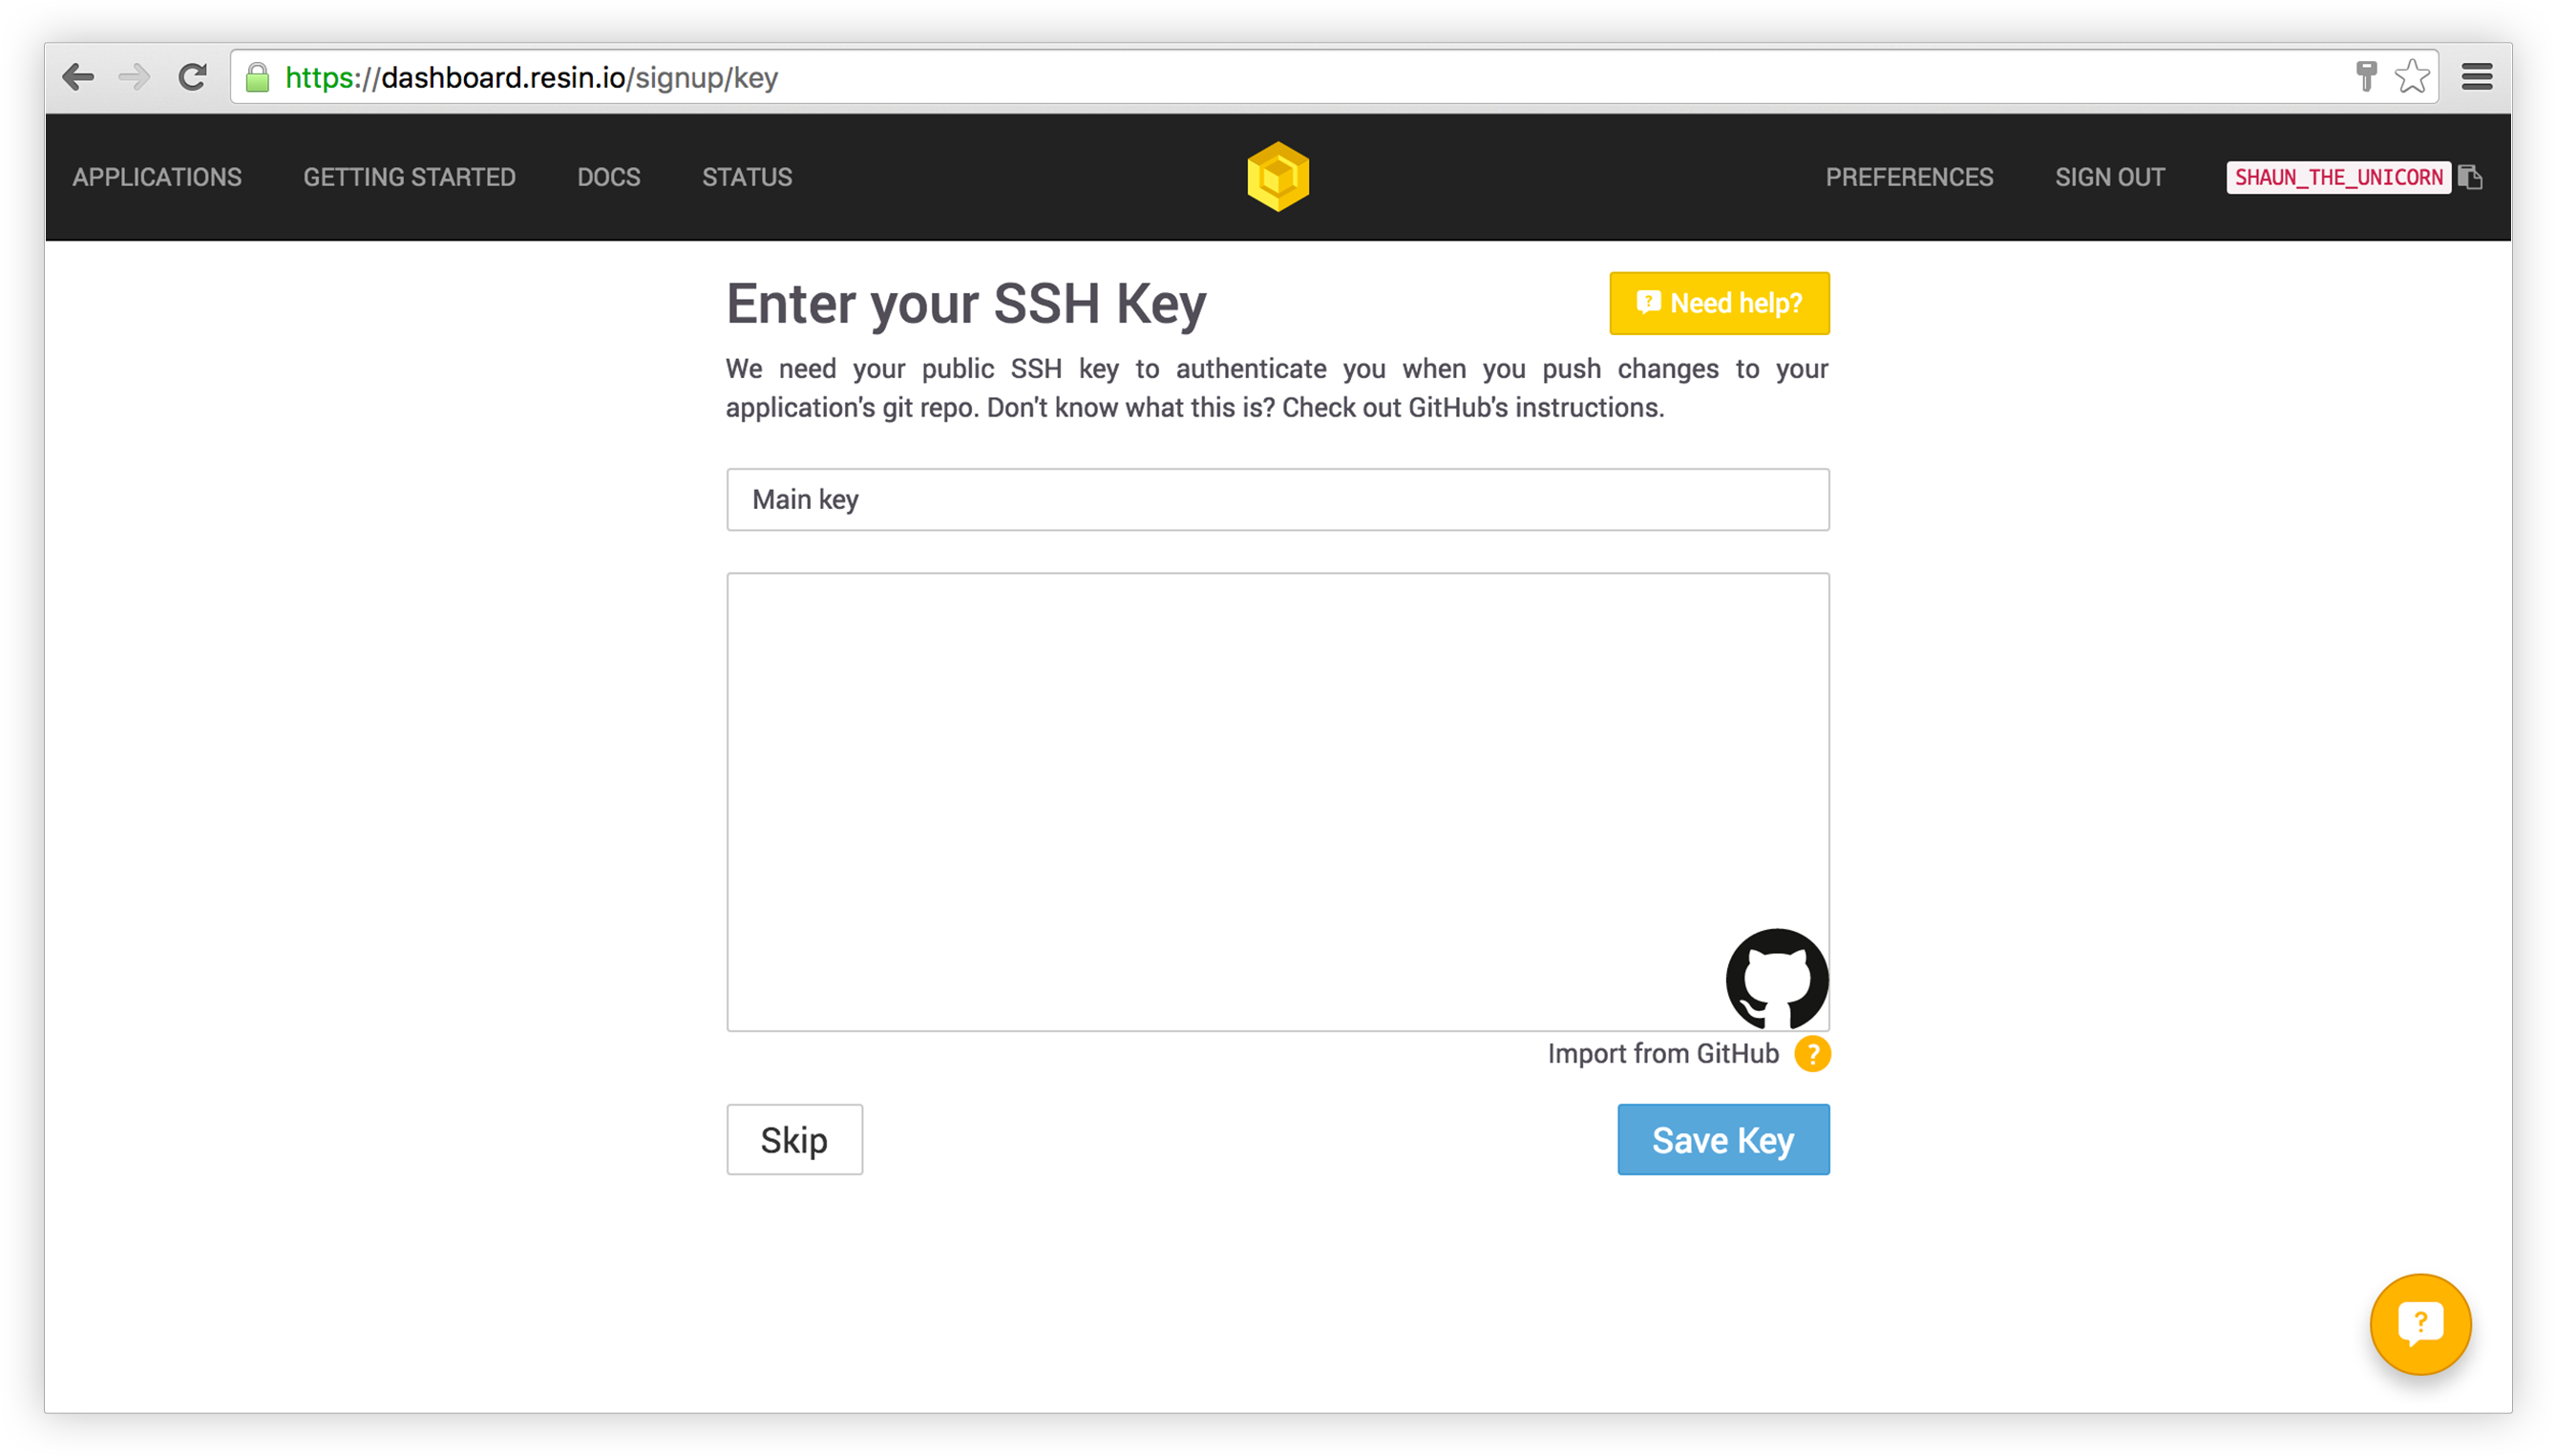 https://dashboard.resin.io/signup/key
APPLICATIONS GETTING STARTED DOCS STATUS PREFERENCES SIGN OUT SHAUN_THE_UNICORN
Enter your SSH Key
Need help?
We need your public SSH key to authenticate you when you push changes to your
application's git repo. Don't know what this is? Check out GitHub's instructions.
Main key
Import from GitHub ?
Skip
Save Key
?